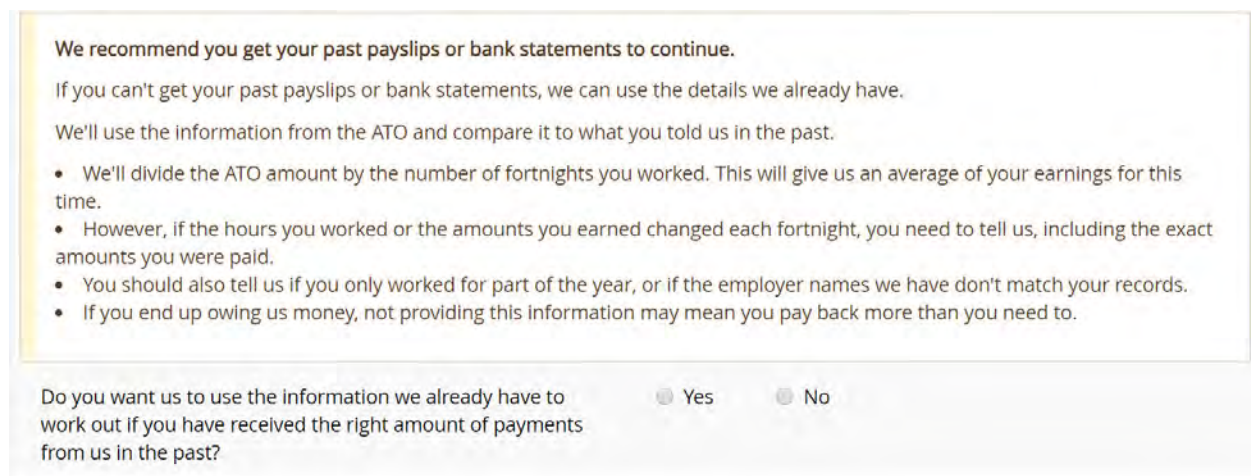 We recommend you get your past payslips or bank statements to continue.
If you can't get your past payslips or bank statements, we can use the details we already have.
We'll use the information from the ATO and compare it to what you told us in the past.
• We'll divide the ATO amount by the number of fortnights you worked. This will give us an average of your earnings for this
time.
• However, if the hours you worked or the amounts you earned changed each fortnight, you need to tell us, including the exact
amounts you were paid.
• You should also tell us if you only worked for part of the year, or if the employer names we have don't match your records.
• If you end up owing us money, not providing this information may mean you pay back more than you need to.
Do you want us to use the information we already have to Yes No
work out if you have received the right amount of payments
from us in the past?